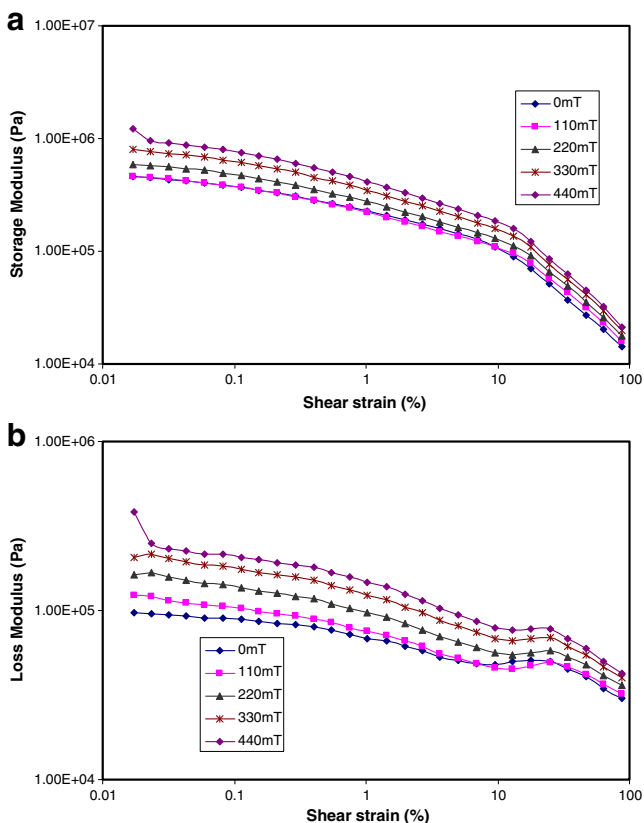 a
1.00E+07
1.00E+06
1.00E+05
1.00E+04
Storage Modulus (Pa)
0mT
110mT
220mT
330mT
440mT
0.01 0.1 1 10 100
Shear strain (%)
b
1.00E+06
1.00E+05
1.00E+04
Loss Modulus (Pa)
0mT
110mT
220mT
330mT
440mT
0.01 0.1 1 10 100
Shear strain (%)